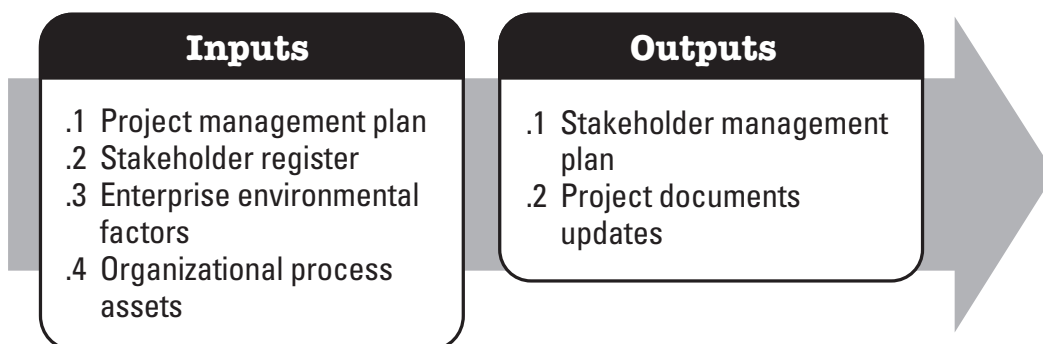 Inputs
.1 Project management plan
.2 Stakeholder register
.3 Enterprise environmental
factors
.4 Organizational process
assets
Outputs
.1 Stakeholder management
plan
.2 Project documents
updates